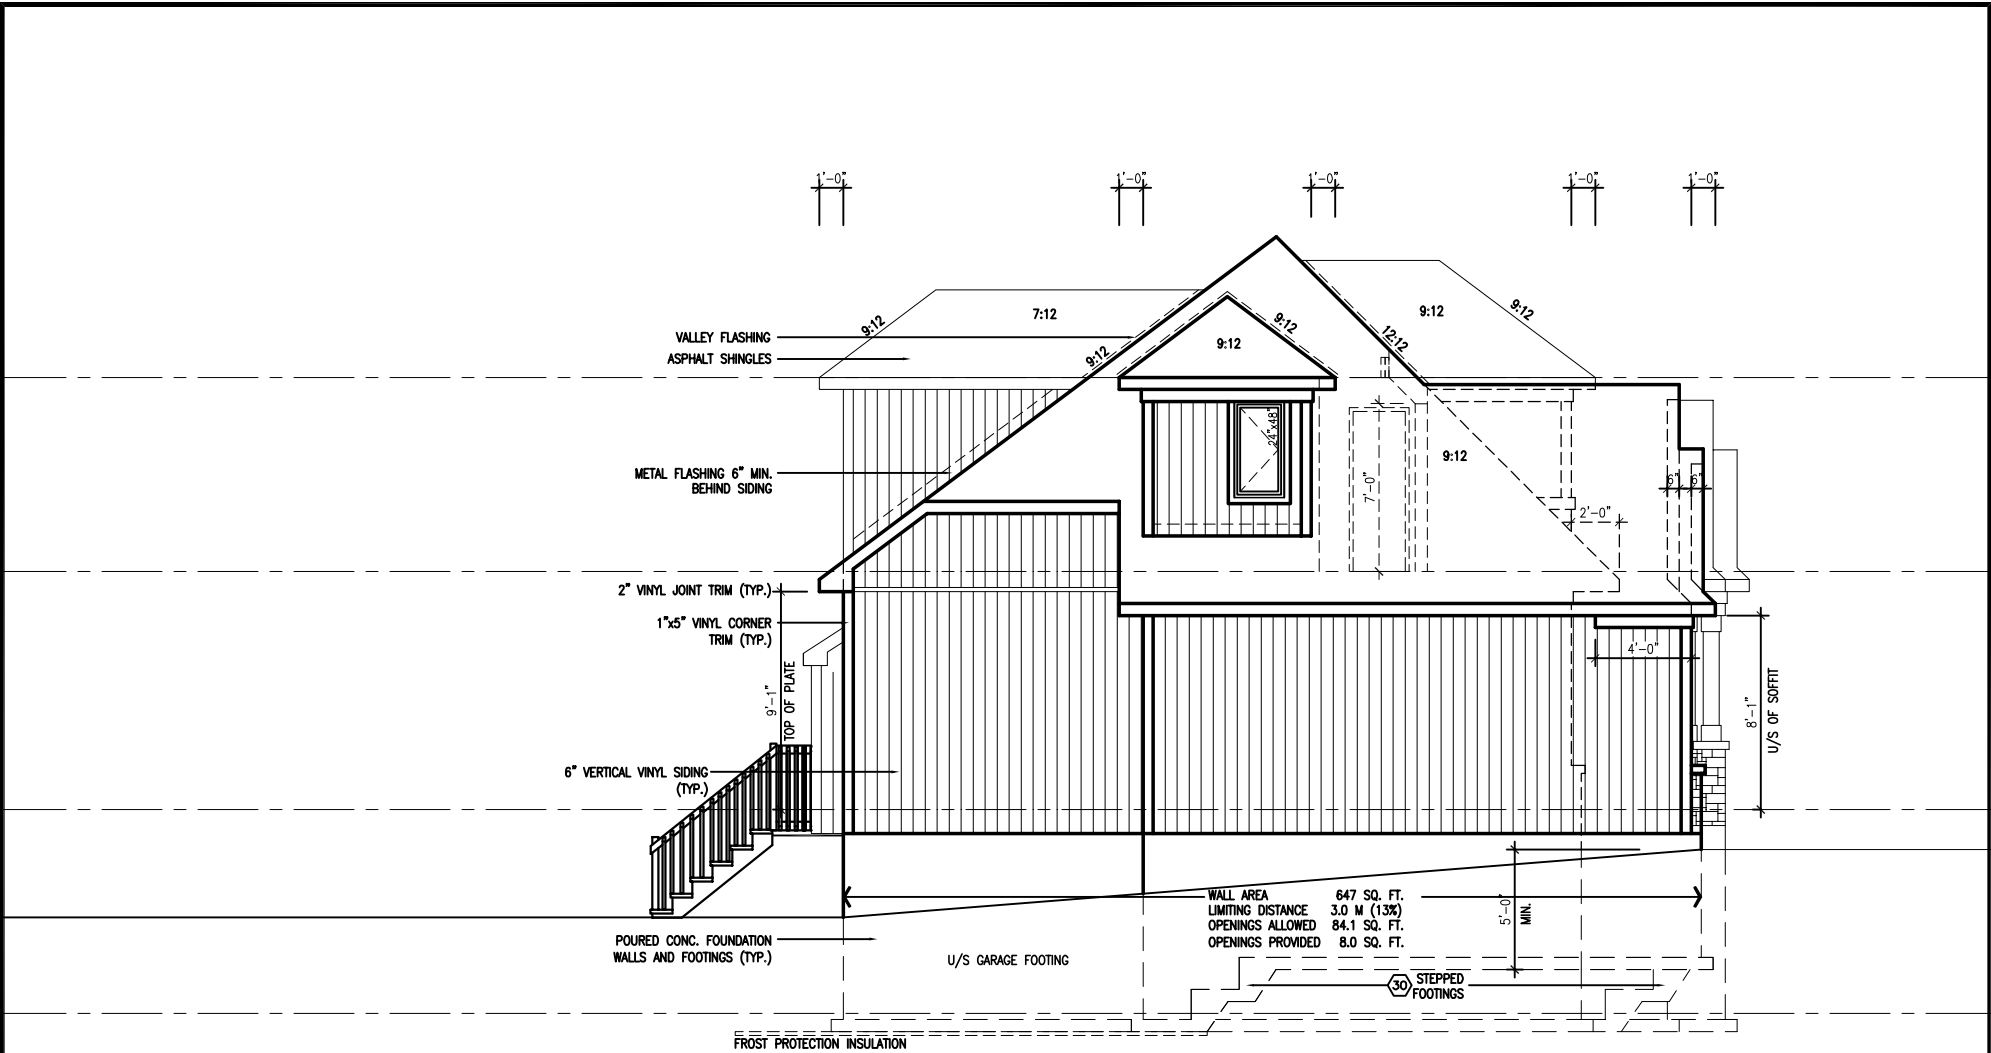 1'-0"
1'-0"
1'-0"
1'-0"
1'-0"
9:12
7:12
9:12
9:12
9:12
12:12
9:12
9:12
9:12
VALLEY FLASHING
ASPHALT SHINGLES
24"x48"
METAL FLASHING 6" MIN.
BEHIND SIDING
7'-0"
6"
6"
2'-0"
2" VINYL JOINT TRIM (TYP.)
1"x5" VINYL CORNER
TRIM (TYP.)
9'-1"
TOP OF PLATE
4'-0"
8'-1"
U/S OF SOFFIT
6" VERTICAL VINYL SIDING
(TYP.)
WALL AREA 647 SQ. FT.
LIMITING DISTANCE 3.0 M (13%)
OPENINGS ALLOWED 84.1 SQ. FT.
OPENINGS PROVIDED 8.0 SQ. FT.
5'-0"
MIN.
POURED CONC. FOUNDATION
WALLS AND FOOTINGS (TYP.)
U/S GARAGE FOOTING
30 STEPPED
FOOTINGS
FROST PROTECTION INSULATION